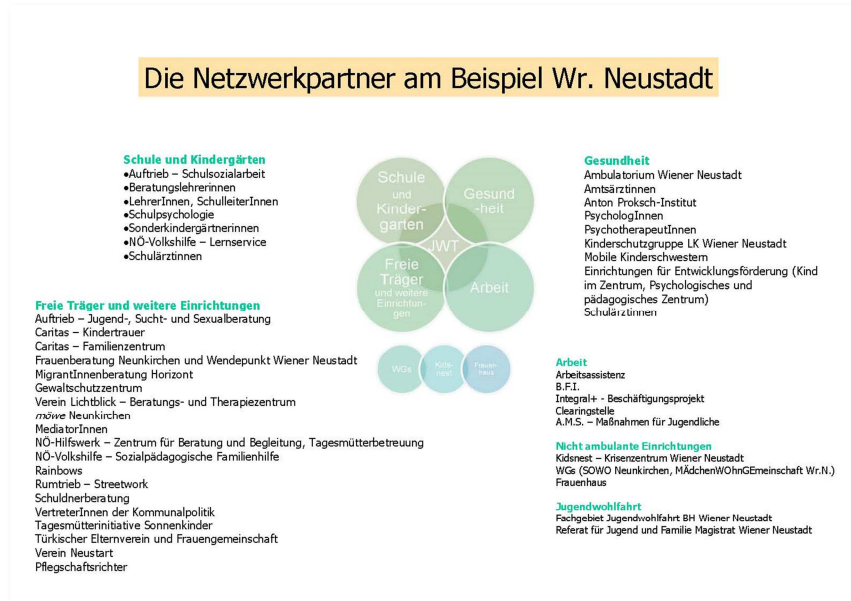 Die Netzwerkpartner am Beispiel Wr. Neustadt
Schule und Kindergärten
•Auftrieb – Schulsozialarbeit
•Beratungslehrerinnen
•LehrerInnen, SchulleiterInnen
•Schulpsychologie
•Sonderkindergärtnerinnen
•NÖ-Volkshilfe – Lernservice
•Schulärztinnen
Freie Träger und weitere Einrichtungen
Auftrieb – Jugend-, Sucht- und Sexualberatung
Caritas – Kindertrauer
Caritas – Familienzentrum
Frauenberatung Neunkirchen und Wendepunkt Wiener Neustadt
MigrantInnenberatung Horizont
Gewaltschutzzentrum
Verein Lichtblick – Beratungs- und Therapiezentrum
möwe Neunkirchen
MediatorInnen
NÖ-Hilfswerk – Zentrum für Beratung und Begleitung, Tagesmütterbetreuung
NÖ-Volkshilfe – Sozialpädagogische Familienhilfe
Rainbows
Rumtrieb – Streetwork
Schuldnerberatung
VertreterInnen der Kommunalpolitik
Tagesmütterinitiative Sonnenkinder
Türkischer Elternverein und Frauengemeinschaft
Verein Neustart
Pflegschaftsrichter
Schule
und
Kinder-
garten
Gesund
-heit
JWT
Freie
Träger
und weitere
Einrichtun-
gen
Arbeit
WGs
Kids-
nest
Frauen-
haus
Gesundheit
Ambulatorium Wiener Neustadt
Amtsärztinnen
Anton Proksch-Institut
PsychologInnen
PsychotherapeutInnen
Kinderschutzgruppe LK Wiener Neustadt
Mobile Kinderschwestern
Einrichtungen für Entwicklungsförderung (Kind
im Zentrum, Psychologisches und
pädagogisches Zentrum)
Schulärztinnen
Arbeit
Arbeitsassistenz
B.F.I.
Integral+ - Beschäftigungsprojekt
Clearingstelle
A.M.S. – Maßnahmen für Jugendliche
Nicht ambulante Einrichtungen
Kidsnest – Krisenzentrum Wiener Neustadt
WGs (SOWO Neunkirchen, MÄdchenWOhnGEmeinschaft Wr.N.)
Frauenhaus
Jugendwohlfahrt
Fachgebiet Jugendwohlfahrt BH Wiener Neustadt
Referat für Jugend und Familie Magistrat Wiener Neustadt